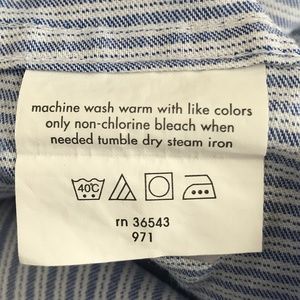 machine wash warm with like colors
only non-chlorine bleach when
needed tumble dry steam iron
40°C
rn 36543
971